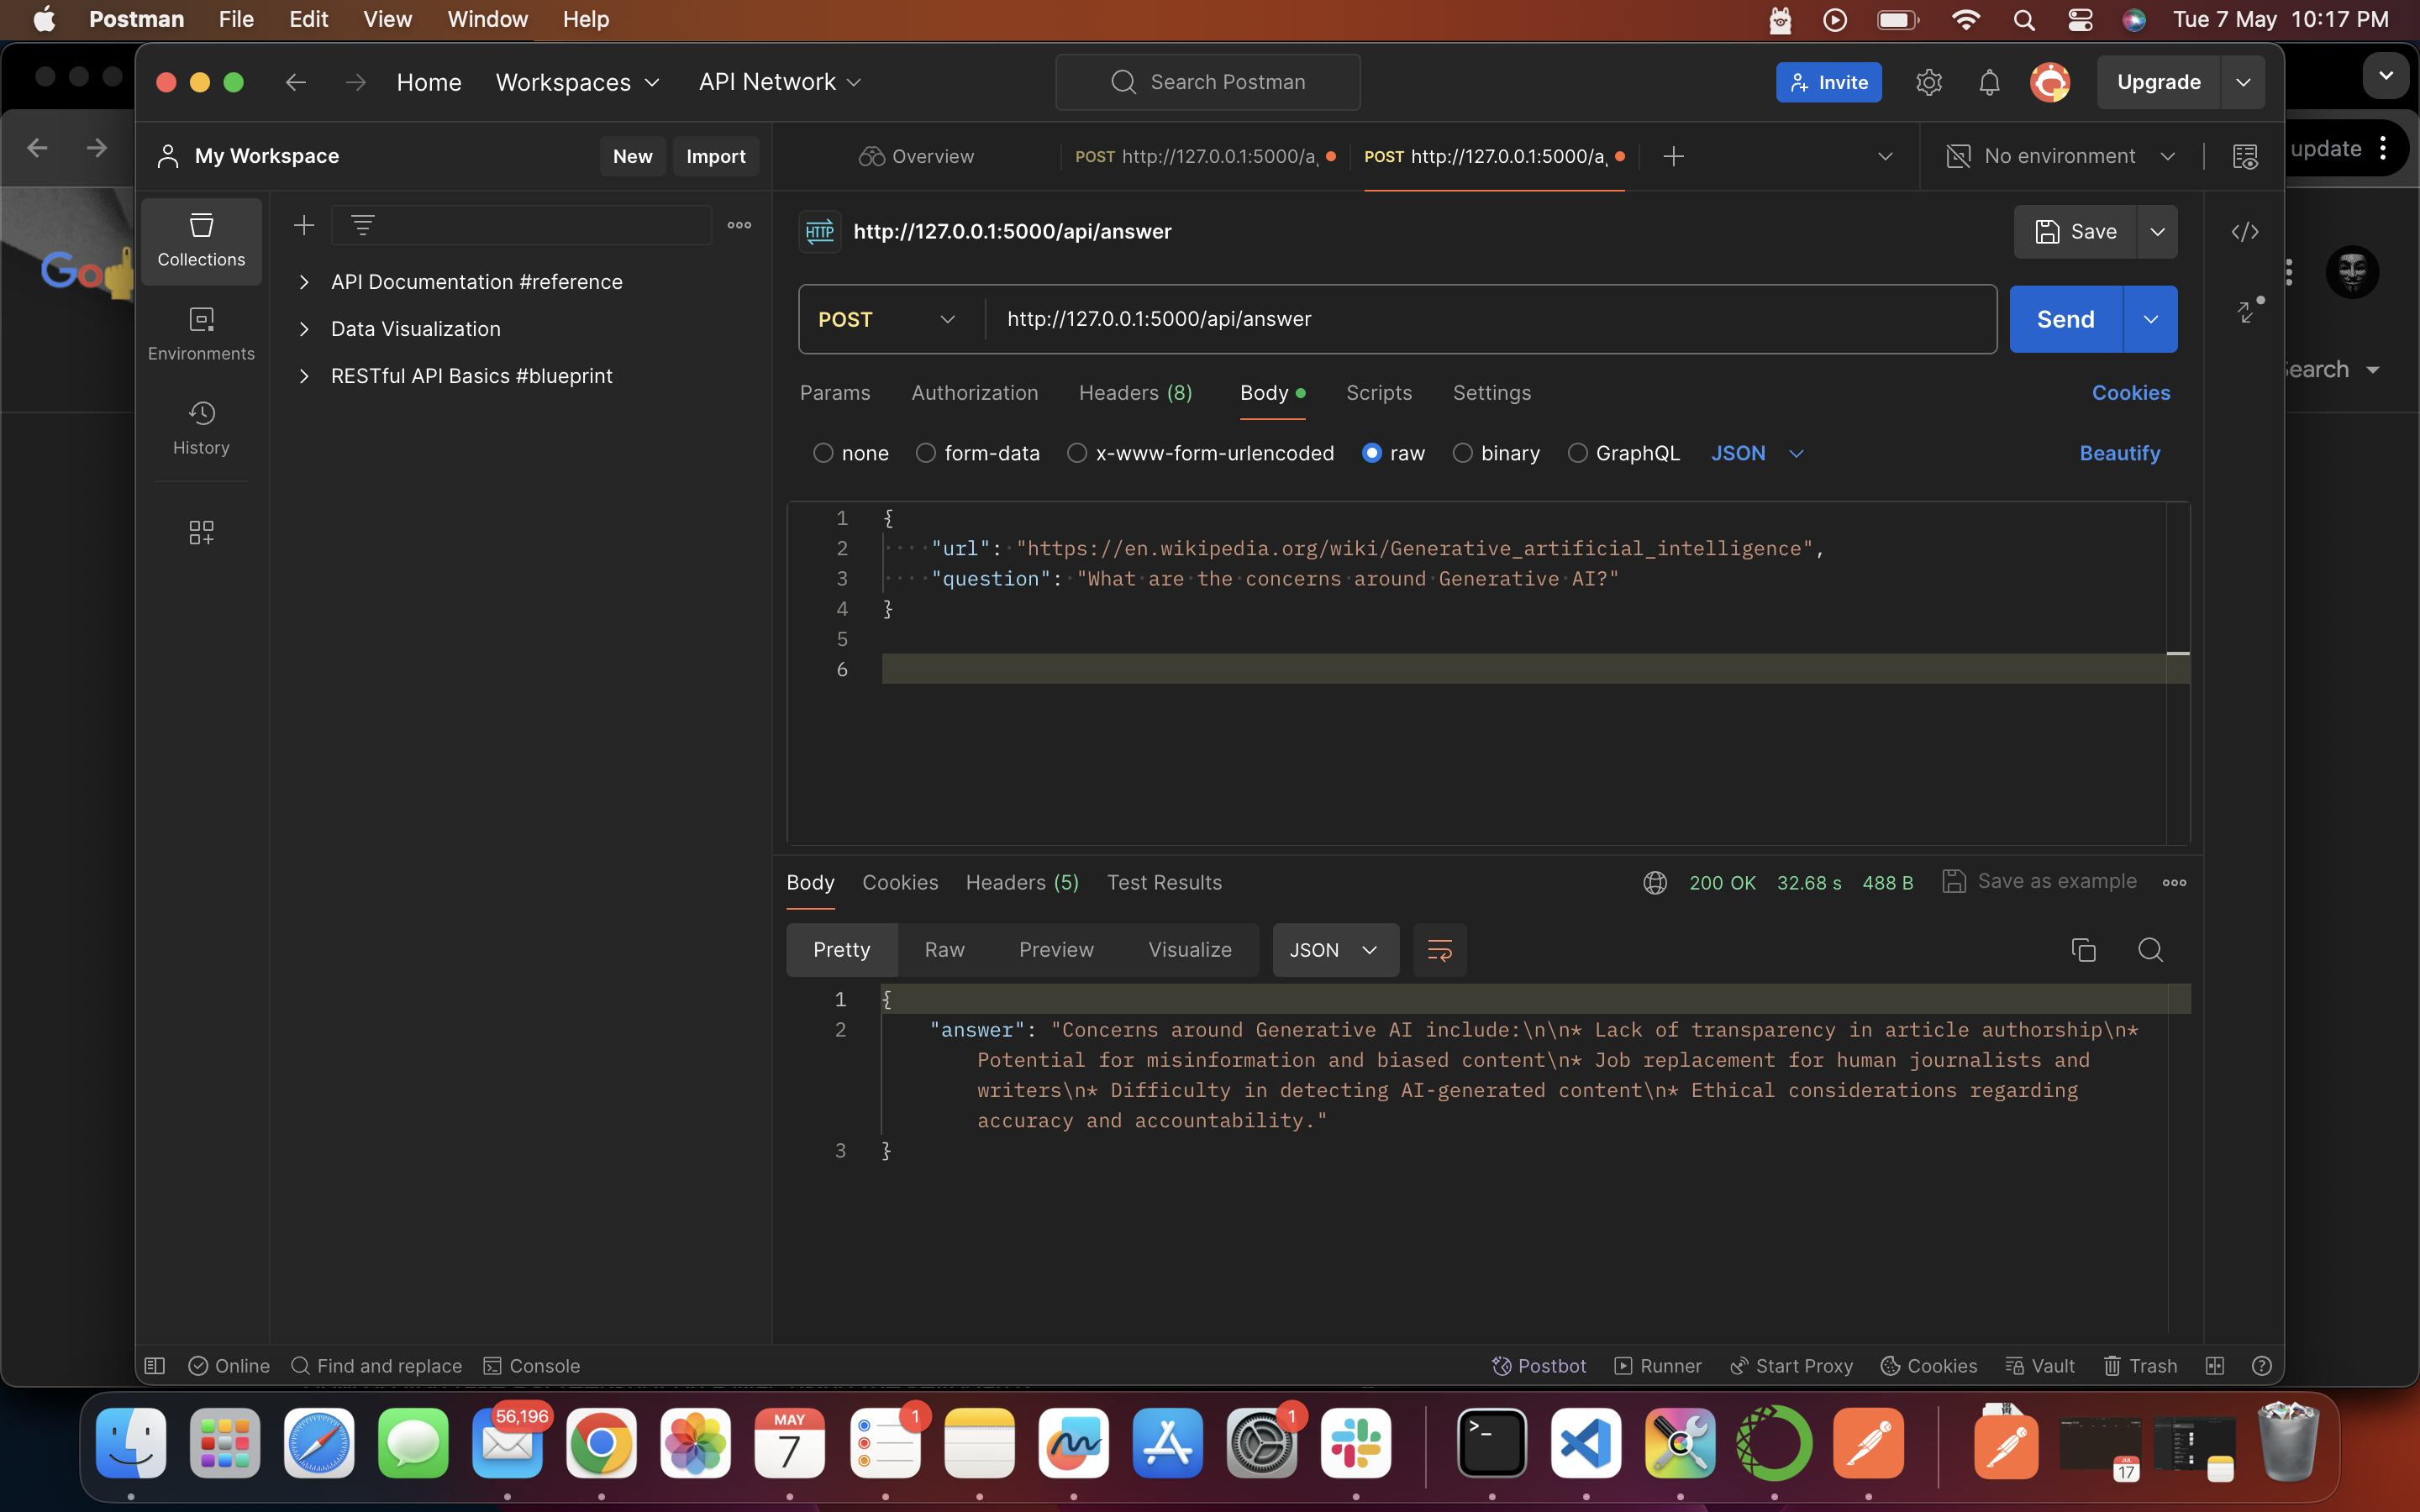 Postman File Edit View Window Help
Tue 7 May 10:17 PM
Home Workspaces API Network
Search Postman
Invite
Upgrade
My Workspace
New Import
Overview
POST http://127.0.0.1:5000/a
POST http://127.0.0.1:5000/a
No environment
update
Goo
Collections
Environments
History
API Documentation #reference
Data Visualization
RESTful API Basics #blueprint
HTTP http://127.0.0.1:5000/api/answer
Save
POST http://127.0.0.1:5000/api/answer
Send
earch
Params Authorization Headers (8) Body Scripts Settings
Cookies
none form-data x-www-form-urlencoded raw binary GraphQL JSON
Beautify
1 {
2 "url": "https://en.wikipedia.org/wiki/Generative_artificial_intelligence",
3 "question": "What are the concerns around Generative AI?"
4 }
5
6
Body Cookies Headers (5) Test Results
200 OK 32.68 s 488 B Save as example
Pretty Raw Preview Visualize JSON
1 {
2 "answer": "Concerns around Generative AI include:\n\n* Lack of transparency in article authorship\n*
Potential for misinformation and biased content\n* Job replacement for human journalists and
writers\n* Difficulty in detecting AI-generated content\n* Ethical considerations regarding
accuracy and accountability."
3 }
Online Find and replace Console
Postbot Runner Start Proxy Cookies Vault Trash
56,196
MAY
7
1
1
17